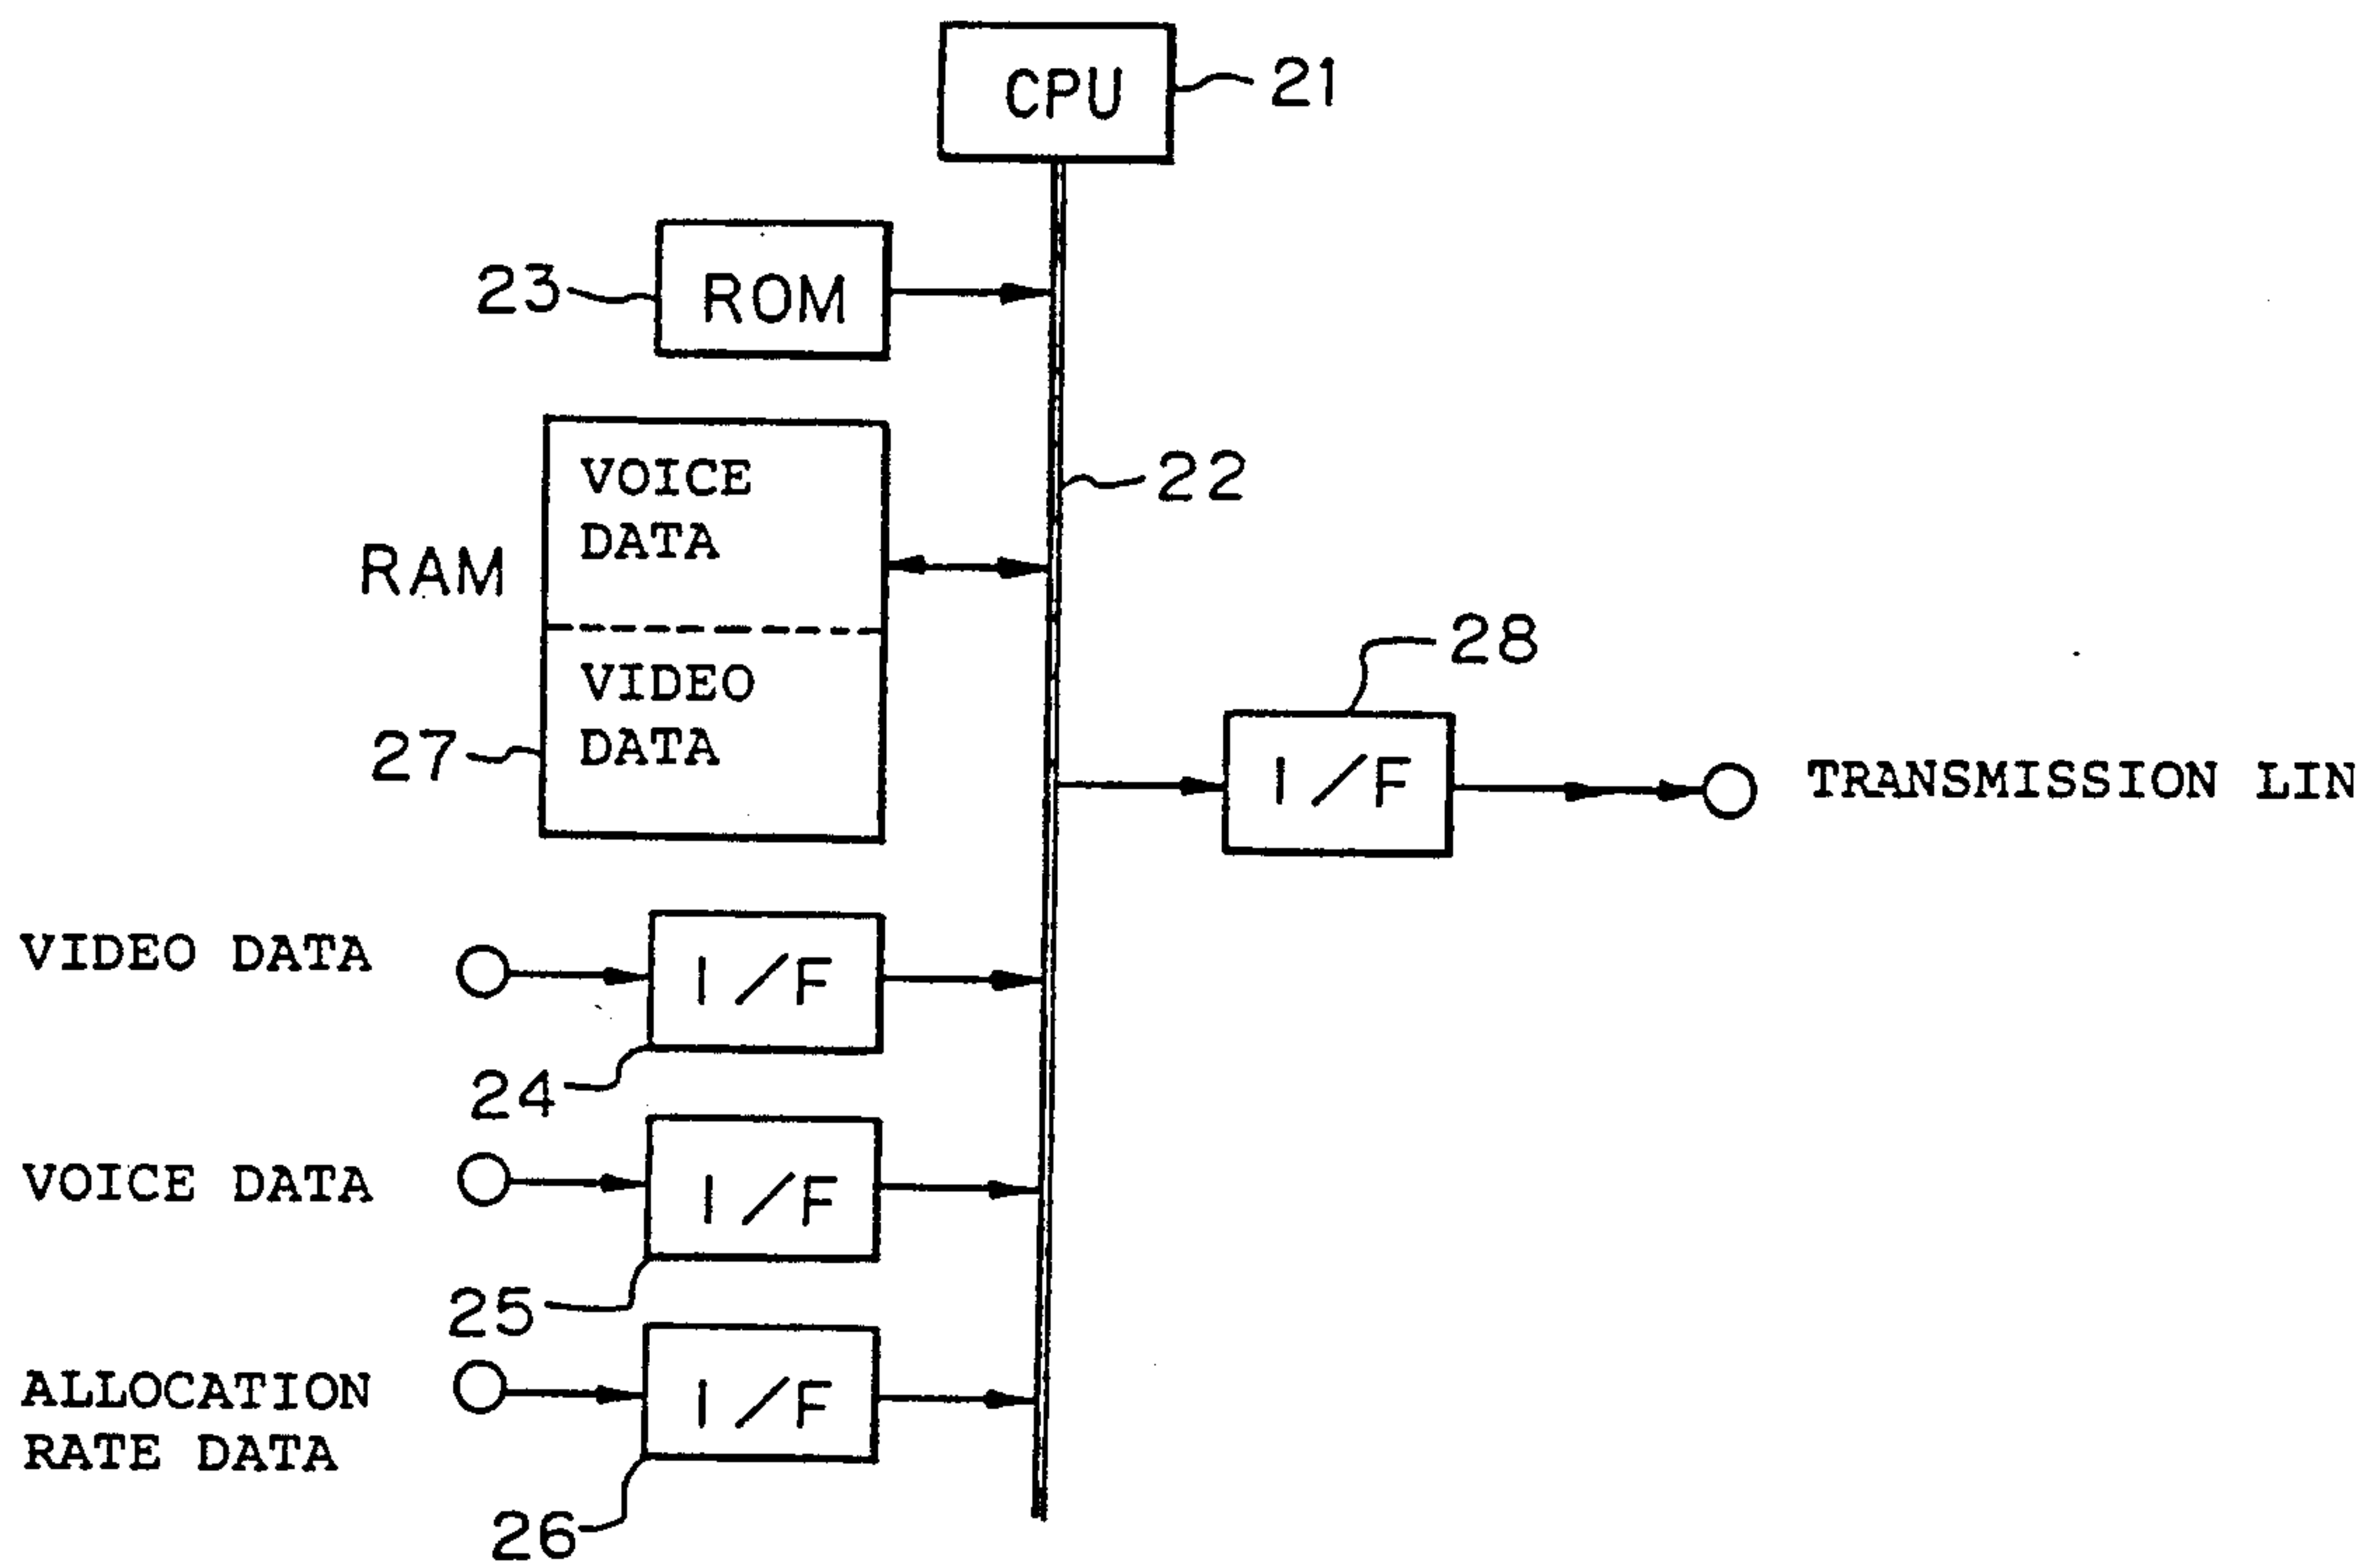 CPU
21
23
ROM
VOICE
DATA
22
RAM
28
VIDEO
DATA
27
I/F
TRANSMISSION LIN
VIDEO DATA
I/F
24
VOICE DATA
I/F
25
ALLOCATION
RATE DATA
I/F
26